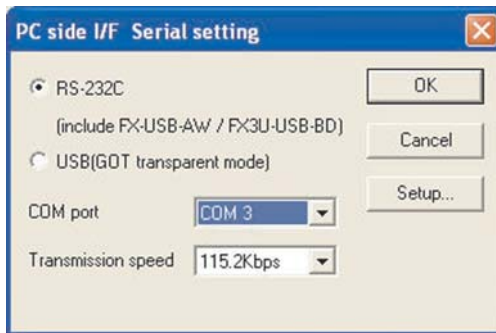 PC side I/F Serial setting
RS-232C
(include FX-USB-AW / FX3U-USB-BD)
USB(GOT transparent mode)
COM port
COM 3
Transmission speed
115.2Kbps
OK
Cancel
Setup...